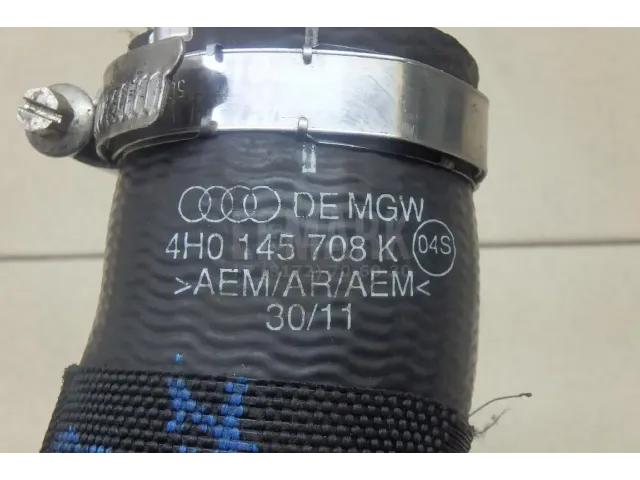 DE MGW
4H0 145 708 K 04S
>AEM/AR/AEM<
30/11